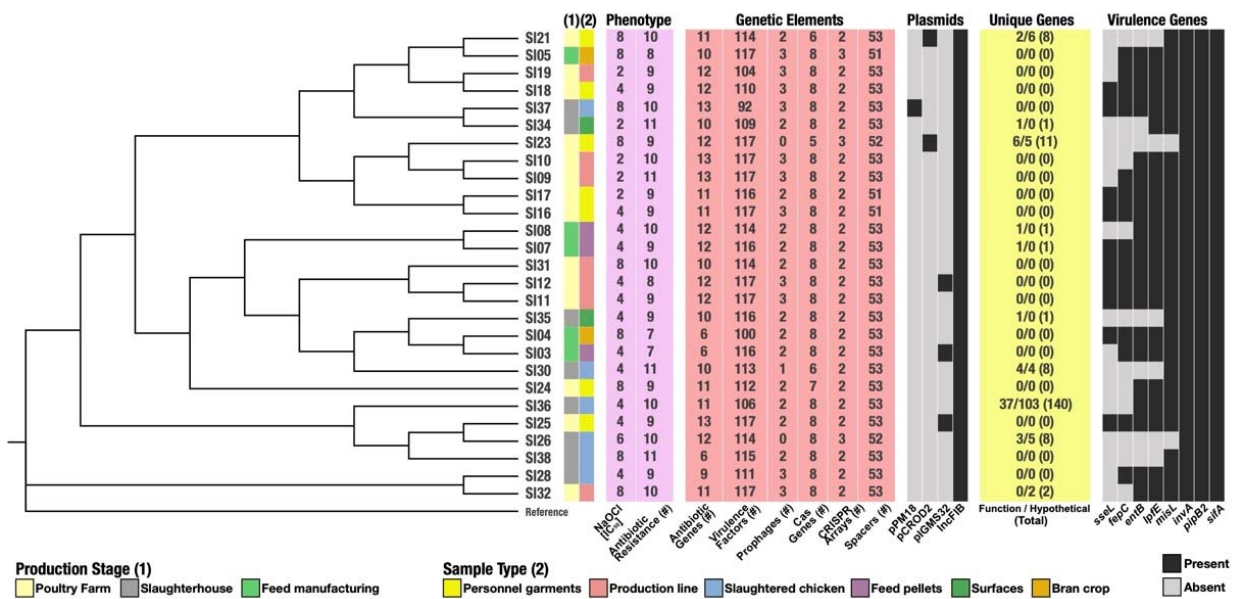 (1) (2) Phenotype Genetic Elements Plasmids Unique Genes Virulence Genes
SI21 8 10 11 114 2 6 2 53 2/6 (8)
SI05 8 8 10 117 3 8 3 51 0/0 (0)
SI19 2 9 12 104 3 8 2 53 0/0 (0)
SI18 4 9 12 110 3 8 2 53 0/0 (0)
SI37 8 10 13 92 3 8 2 53 0/0 (0)
SI34 2 11 10 109 2 8 2 53 1/0 (1)
SI23 8 9 12 117 0 5 3 52 6/5 (11)
SI10 2 10 13 117 3 8 2 53 0/0 (0)
SI09 2 11 13 117 3 8 2 53 0/0 (0)
SI17 2 9 11 116 2 8 2 51 0/0 (0)
SI16 4 9 11 117 3 8 2 51 0/0 (0)
SI08 4 10 12 114 2 8 2 53 1/0 (1)
SI07 4 9 12 116 2 8 2 53 1/0 (1)
SI31 8 10 10 114 2 8 2 53 0/0 (0)
SI12 4 8 12 117 3 8 2 53 0/0 (0)
SI11 4 9 12 117 3 8 2 53 0/0 (0)
SI35 4 9 10 116 2 8 2 53 1/0 (1)
SI04 8 7 6 100 2 8 2 53 0/0 (0)
SI03 4 7 6 116 2 8 2 53 0/0 (0)
SI30 4 11 10 113 1 6 2 53 4/4 (8)
SI24 8 9 11 112 2 7 2 53 0/0 (0)
SI36 4 10 11 106 2 8 2 53 37/103 (140)
SI25 4 9 13 117 2 8 2 53 0/0 (0)
SI26 6 10 12 114 0 8 3 52 3/5 (8)
SI38 8 11 6 115 2 8 2 53 0/0 (0)
SI28 4 9 9 111 3 8 2 53 0/0 (0)
SI32 8 10 11 117 3 8 2 53 0/2 (2)
Reference
NaOCl [IC₅₀]
Antibiotic Resistance (#)
Antibiotic Genes (#)
Virulence Factors (#)
Prophages (#)
Cas Genes (#)
CRISPR Arrays (#)
Spacers (#)
pPM18
pCROD2
pIGMS32
IncFIB
Function / Hypothetical
(Total)
sseL
fepC
entB
lpfE
misL
invA
pipB2
sifA
Production Stage (1)
Poultry Farm Slaughterhouse Feed manufacturing
Sample Type (2)
Personnel garments Production line Slaughtered chicken Feed pellets Surfaces Bran crop
Present
Absent